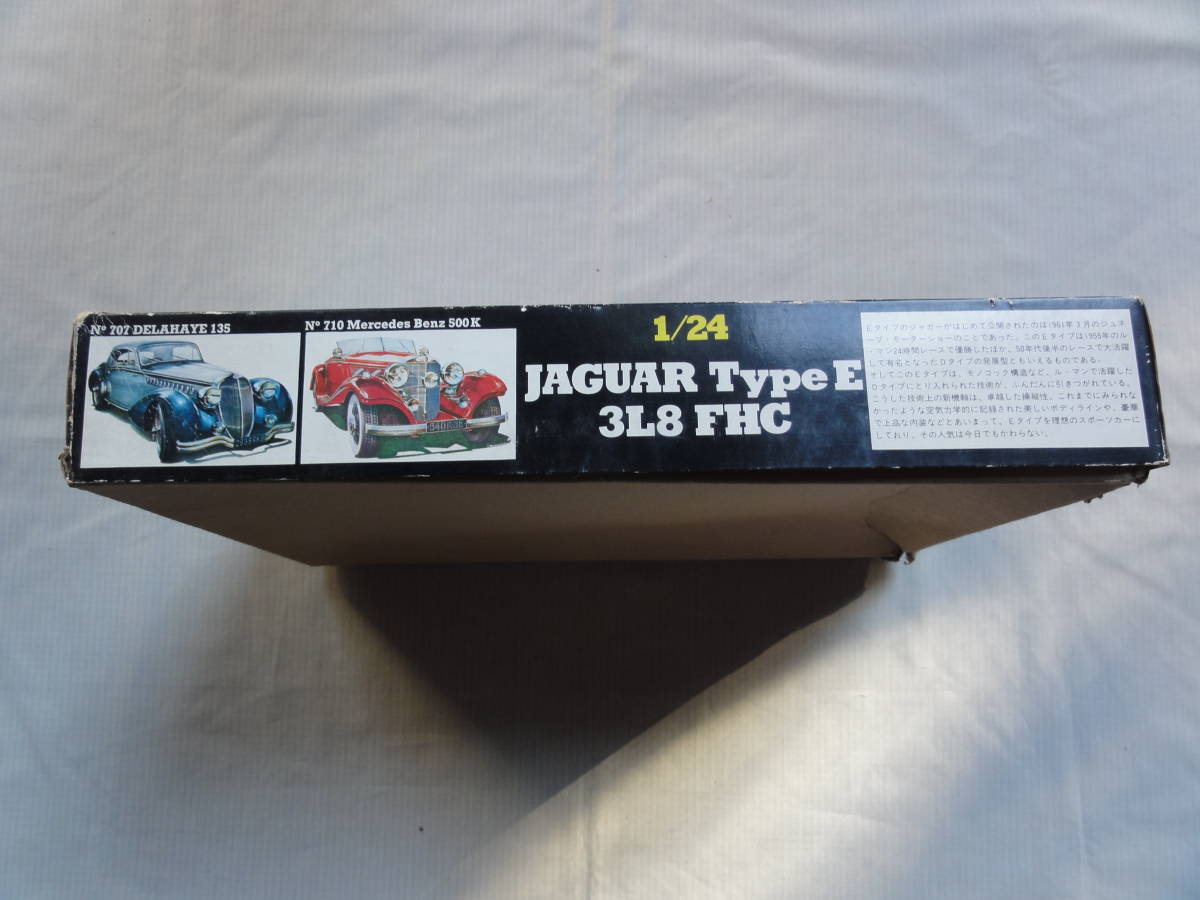 Nº 707 DELAHAYE 135
Nº 710 Mercedes Benz 500K
1/24
JAGUAR Type E
3L8 FHC
Eタイプのジャガーがはじめて公開されたのは1961年3月のジュネ
ーブ・モーターショーのことであった。このEタイプは1955年のル・
マン24時間レースで優勝したほか、50年代後半のレースで大活躍
して有名となったDタイプの発展型ともいえるものである。
そしてこのEタイプは、モノコック構造など、ル・マンで活躍した
Dタイプにとり入れられた技術が、ふんだんに引きつがれている。
こうした技術上の新機軸は、卓越した操縦性、これまでにみられな
かったような空気力学的に記録された美しいボディラインや、豪華
で上品な内装などとあいまって、Eタイプを理想のスポーツカーに
しており、その人気は今日でもかわらない。